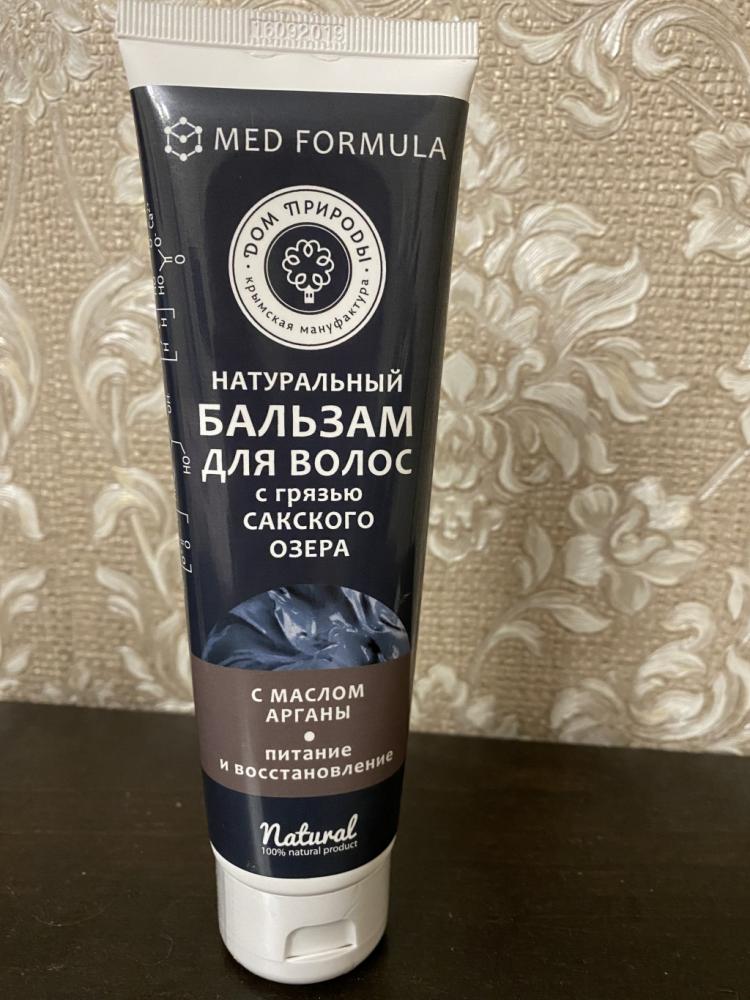 16092019
MED FORMULA
ДОМ ПРИРОДЫ
крымская мануфактура
НАТУРАЛЬНЫЙ
БАЛЬЗАМ
ДЛЯ ВОЛОС
с грязью
САКСКОГО
ОЗЕРА
С МАСЛОМ
АРГАНЫ
питание
и восстановление
Natural
100% natural product